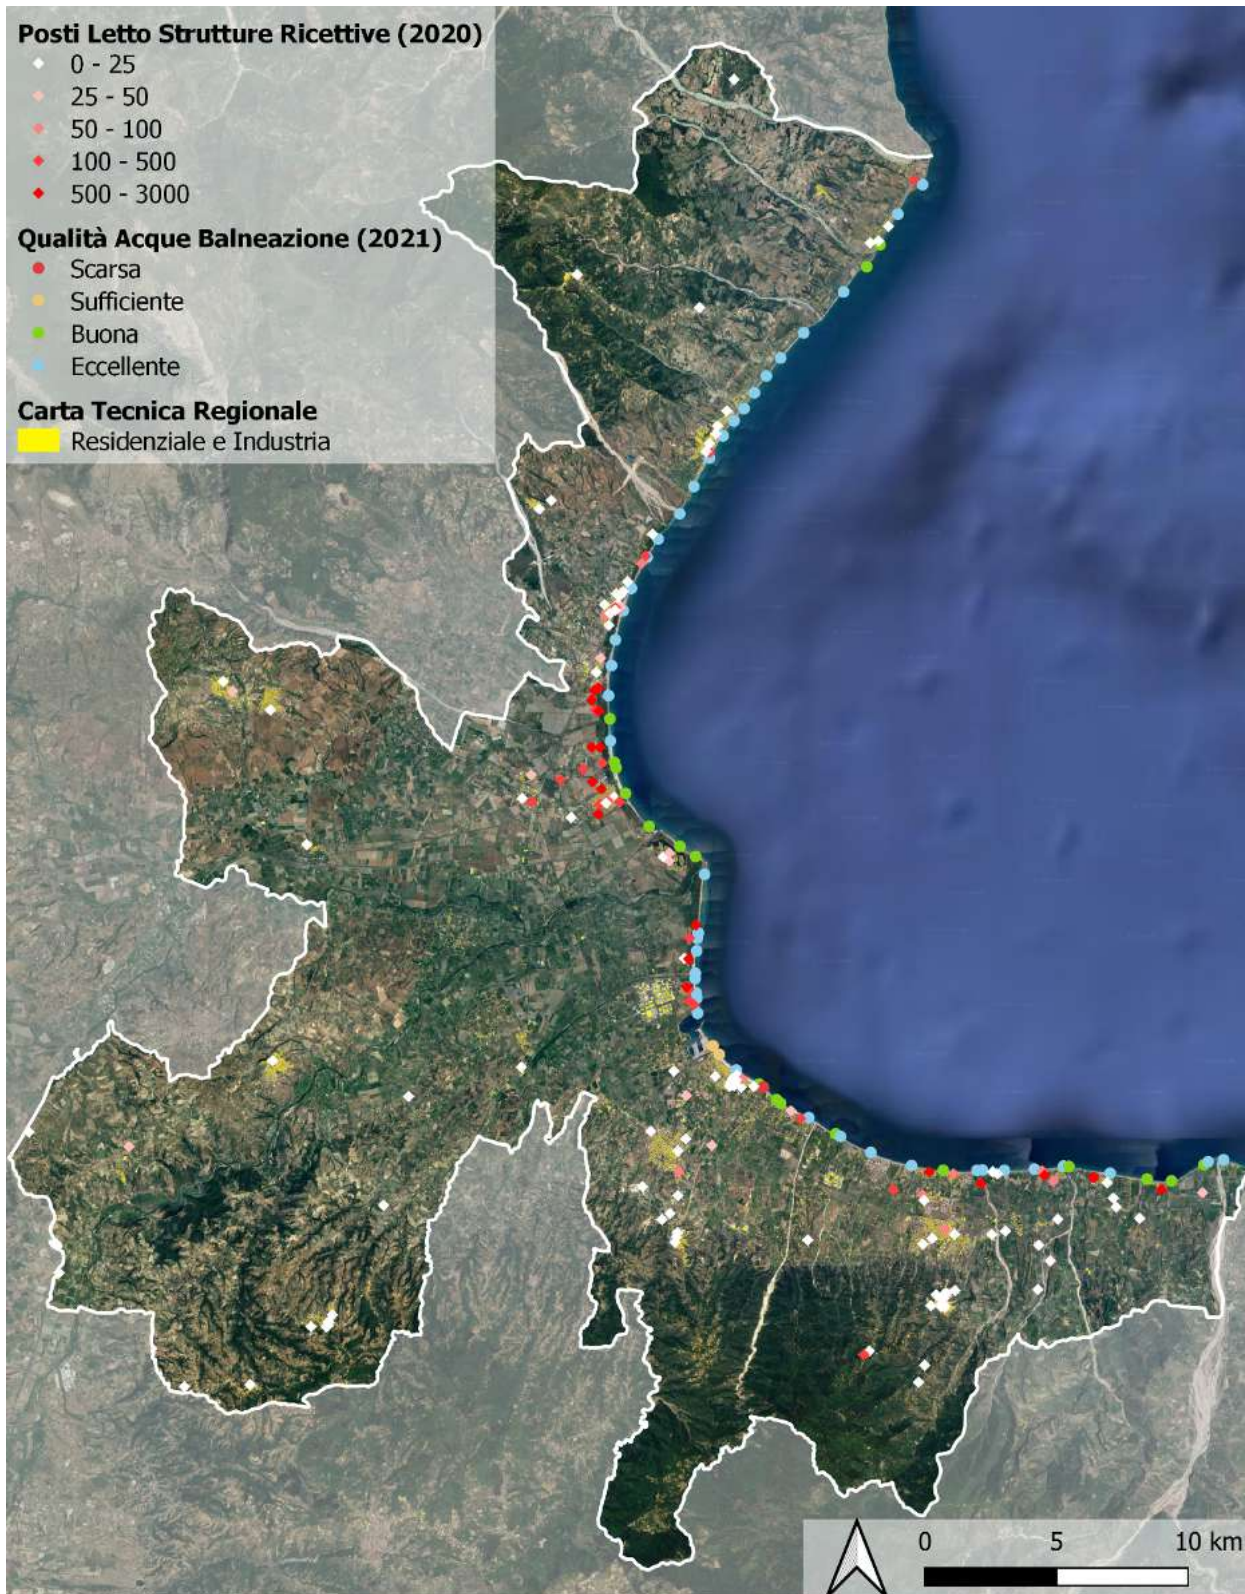 Posti Letto Strutture Ricettive (2020)
0 - 25
25 - 50
50 - 100
100 - 500
500 - 3000
Qualità Acque Balneazione (2021)
Scarsa
Sufficiente
Buona
Eccellente
Carta Tecnica Regionale
Residenziale e Industria
0 5 10 km